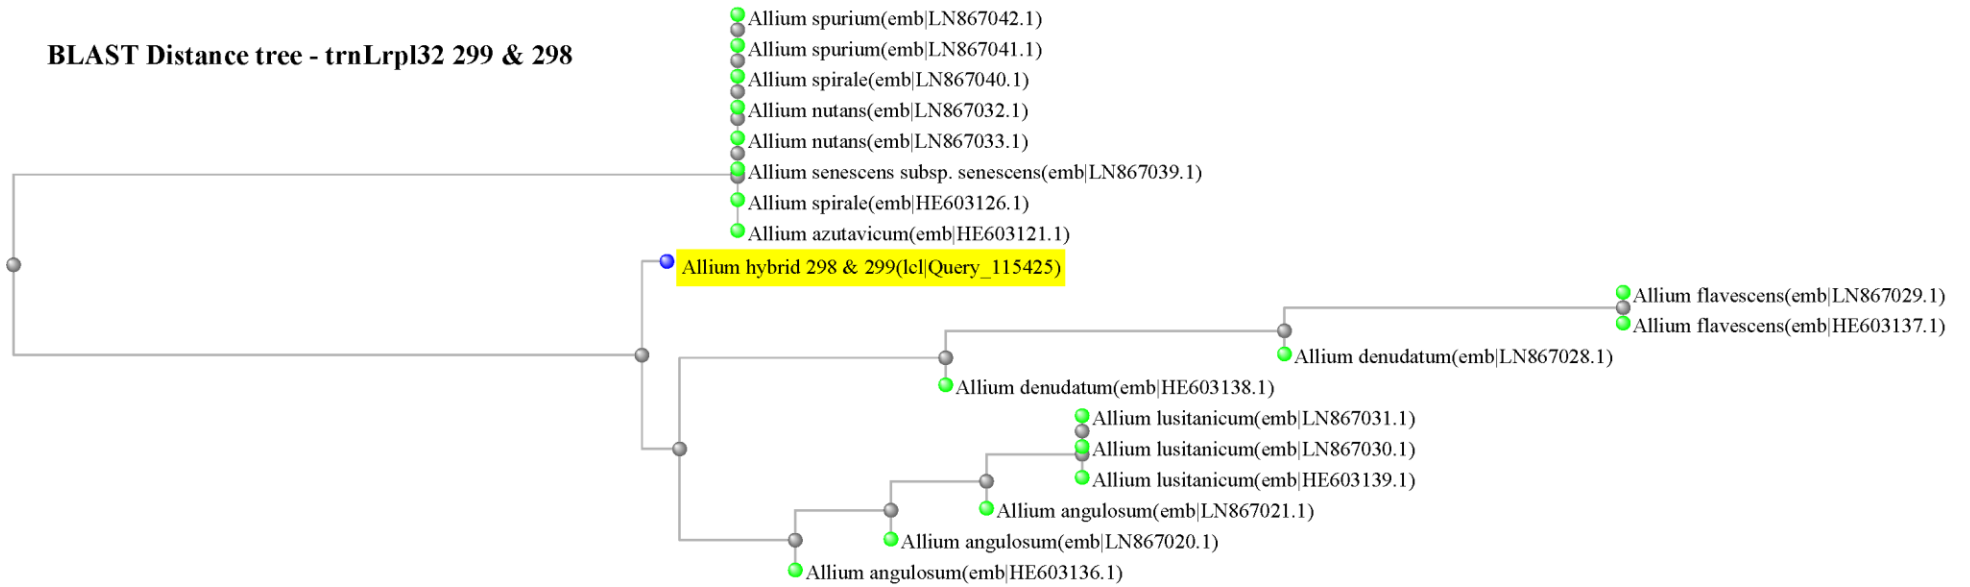 Allium spurium(emb|LN867042.1)
BLAST Distance tree - trnLrpl32 299 & 298
Allium spurium(emb|LN867041.1)
Allium spirale(emb|LN867040.1)
Allium nutans(emb|LN867032.1)
Allium nutans(emb|LN867033.1)
Allium senescens subsp. senescens(emb|LN867039.1)
Allium spirale(emb|HE603126.1)
Allium azutavicum(emb|HE603121.1)
Allium hybrid 298 & 299(lcl|Query_115425)
Allium flavescens(emb|LN867029.1)
Allium flavescens(emb|HE603137.1)
Allium denudatum(emb|LN867028.1)
Allium denudatum(emb|HE603138.1)
Allium lusitanicum(emb|LN867031.1)
Allium lusitanicum(emb|LN867030.1)
Allium lusitanicum(emb|HE603139.1)
Allium angulosum(emb|LN867021.1)
Allium angulosum(emb|LN867020.1)
Allium angulosum(emb|HE603136.1)